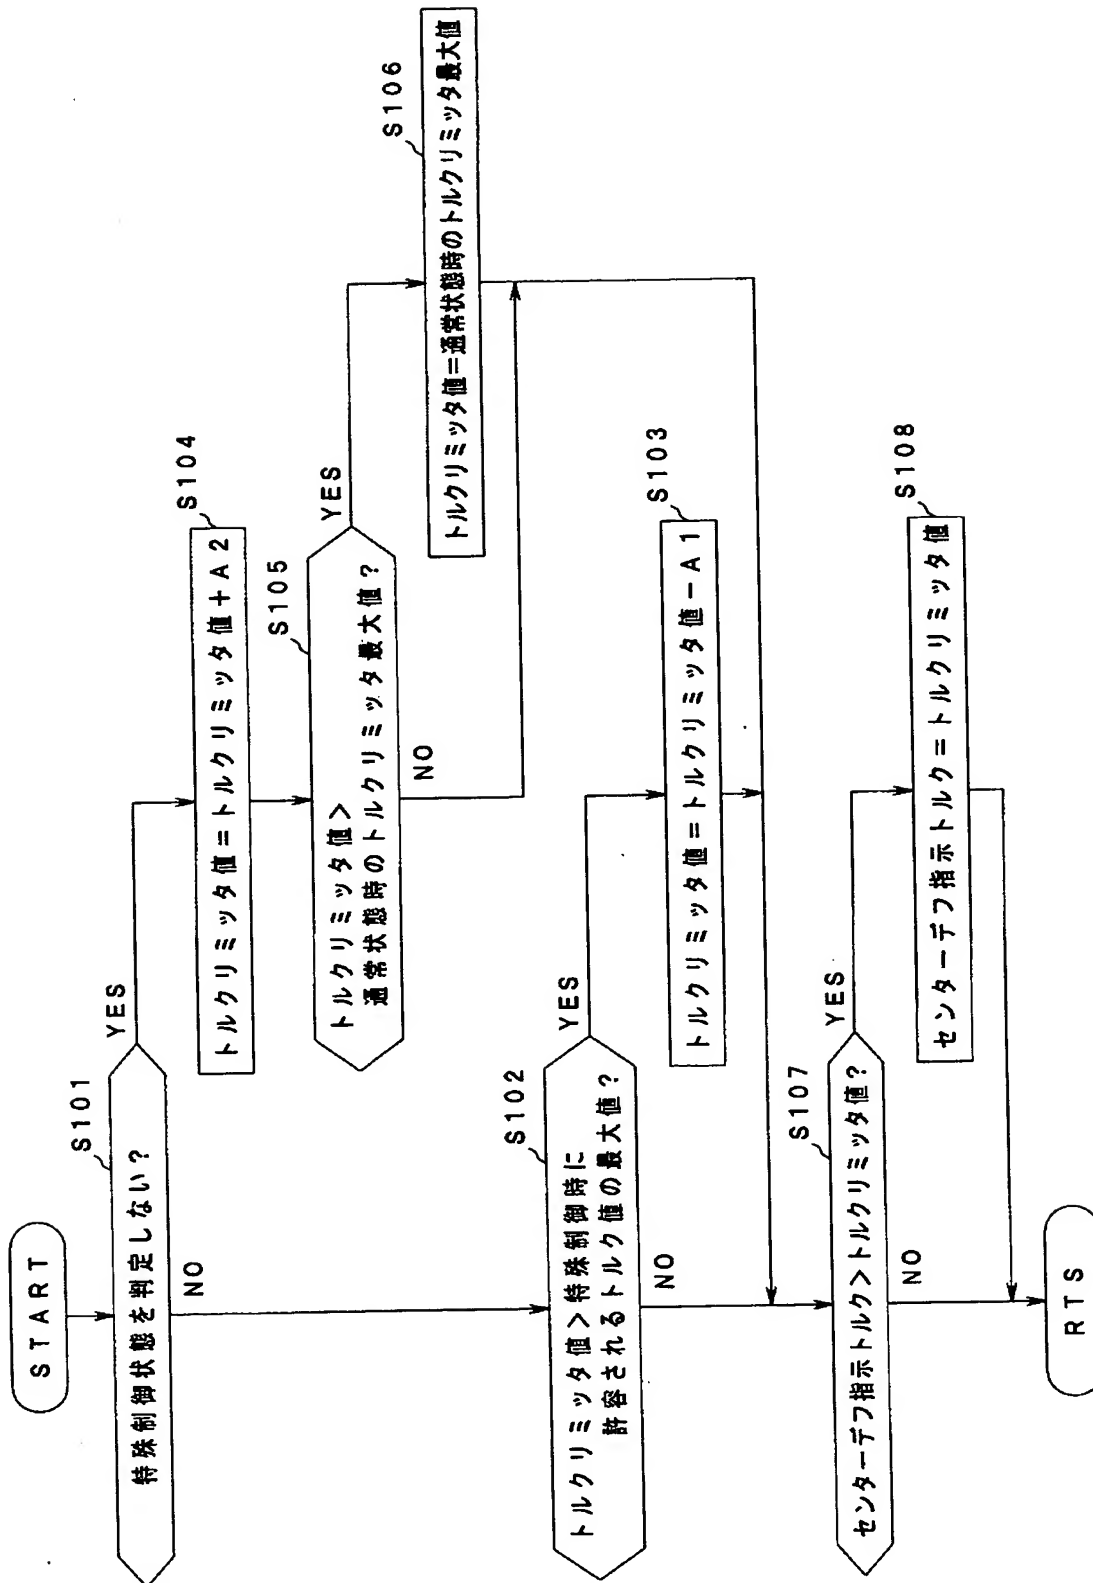 START
S101
特殊制御状態を判定しない？
YES
NO
S104
トルクリミッタ値＝トルクリミッタ値＋A2
S105
トルクリミッタ値＞
通常状態時のトルクリミッタ最大値？
YES
NO
S106
トルクリミッタ値＝通常状態時のトルクリミッタ最大値
S102
トルクリミッタ値＞特殊制御時に
許容されるトルク値の最大値？
YES
NO
S103
トルクリミッタ値＝トルクリミッタ値－A1
S107
センターデフ指示トルク＞トルクリミッタ値？
YES
NO
S108
センターデフ指示トルク＝トルクリミッタ値
RTS